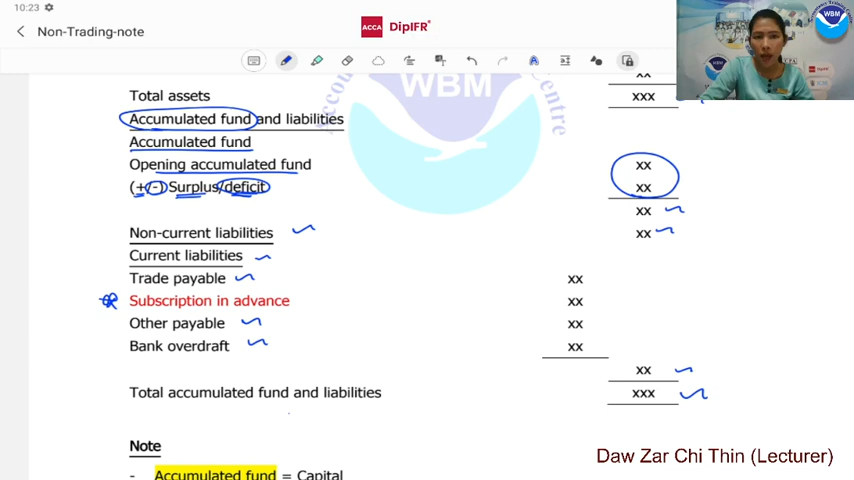 10:23
Non-Trading-note
ACCA DipIFR
WBM
xx
Total assets xxx
Accumulated fund and liabilities
Accumulated fund
Opening accumulated fund xx
(+/-) Surplus/deficit xx
xx
Non-current liabilities xx
Current liabilities
Trade payable xx
Subscription in advance xx
Other payable xx
Bank overdraft xx
xx
Total accumulated fund and liabilities xxx
Note
- Accumulated fund = Capital
Daw Zar Chi Thin (Lecturer)
WBM